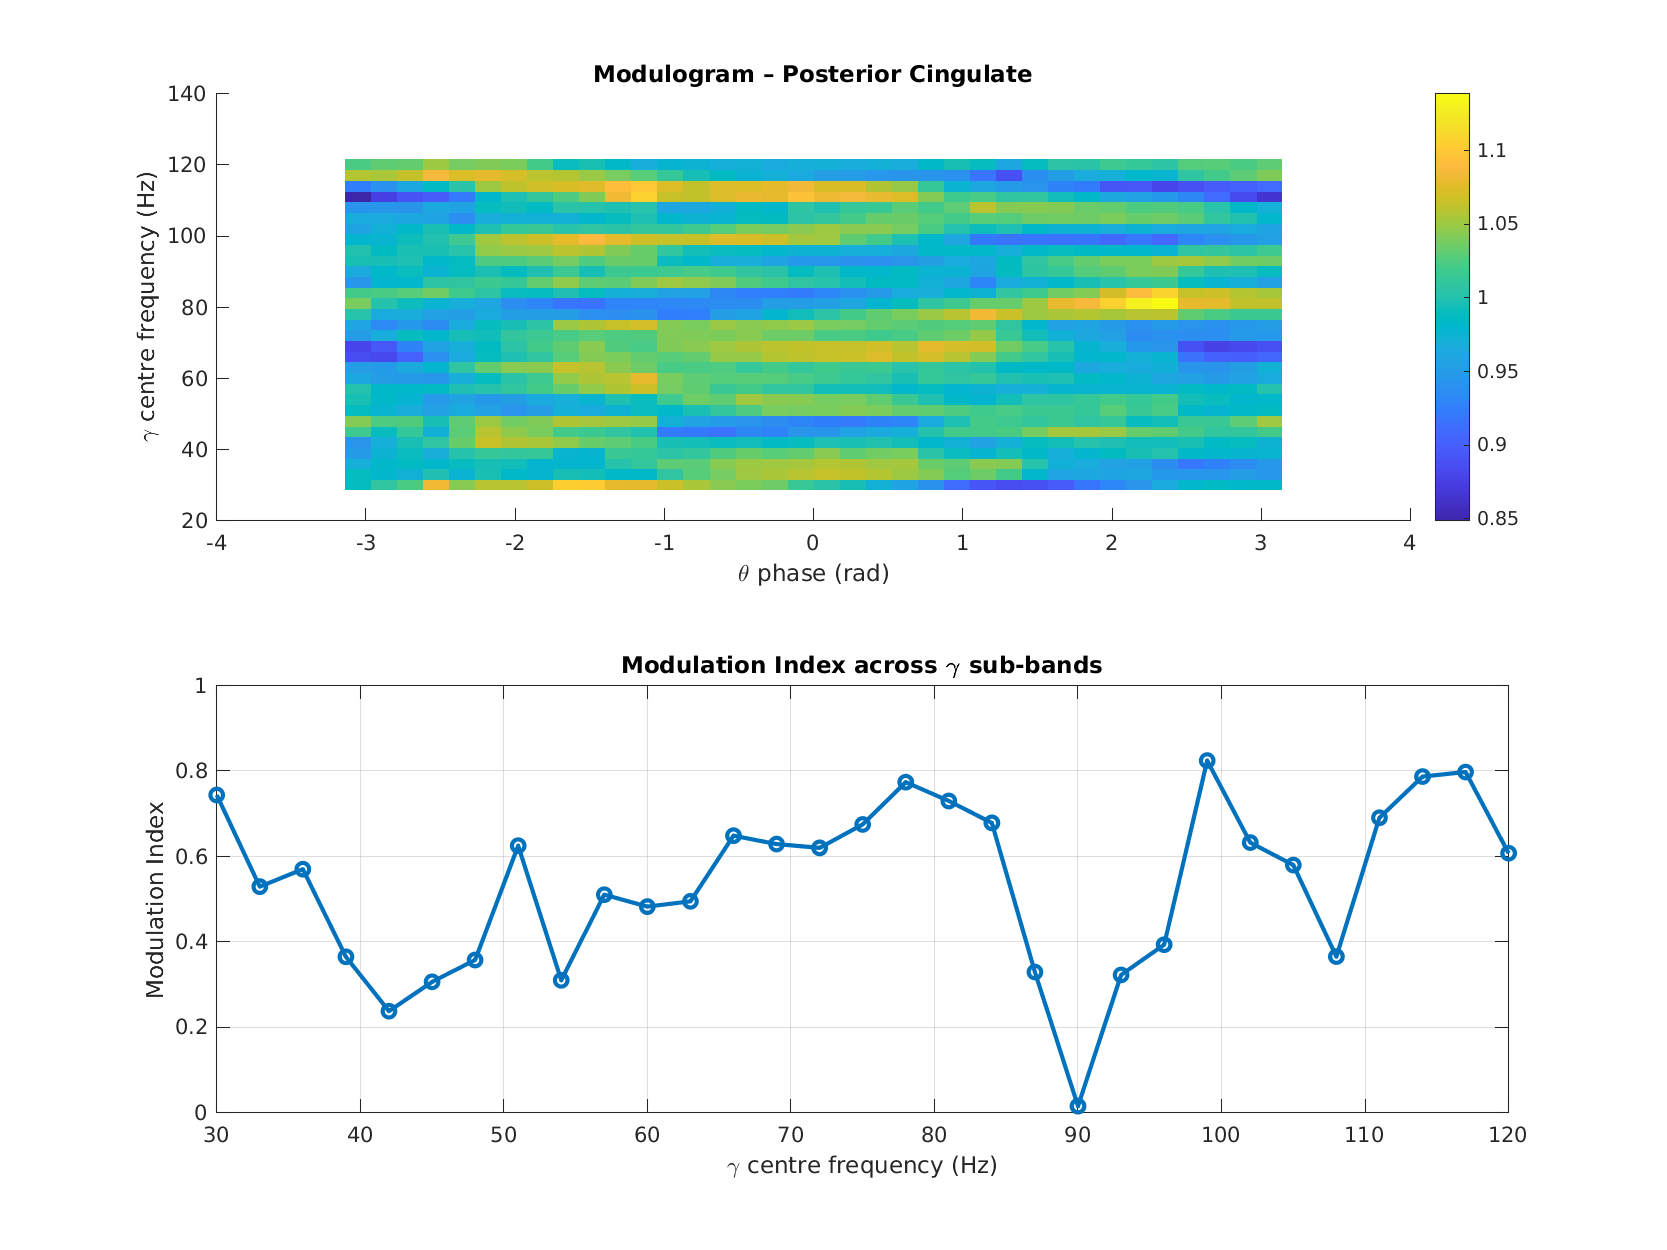 Modulogram – Posterior Cingulate
140
120
100
80
60
40
20
γ centre frequency (Hz)
-4 -3 -2 -1 0 1 2 3 4
θ phase (rad)
1.1
1.05
1
0.95
0.9
0.85
Modulation Index across γ sub-bands
1
0.8
0.6
0.4
0.2
0
Modulation Index
30 40 50 60 70 80 90 100 110 120
γ centre frequency (Hz)